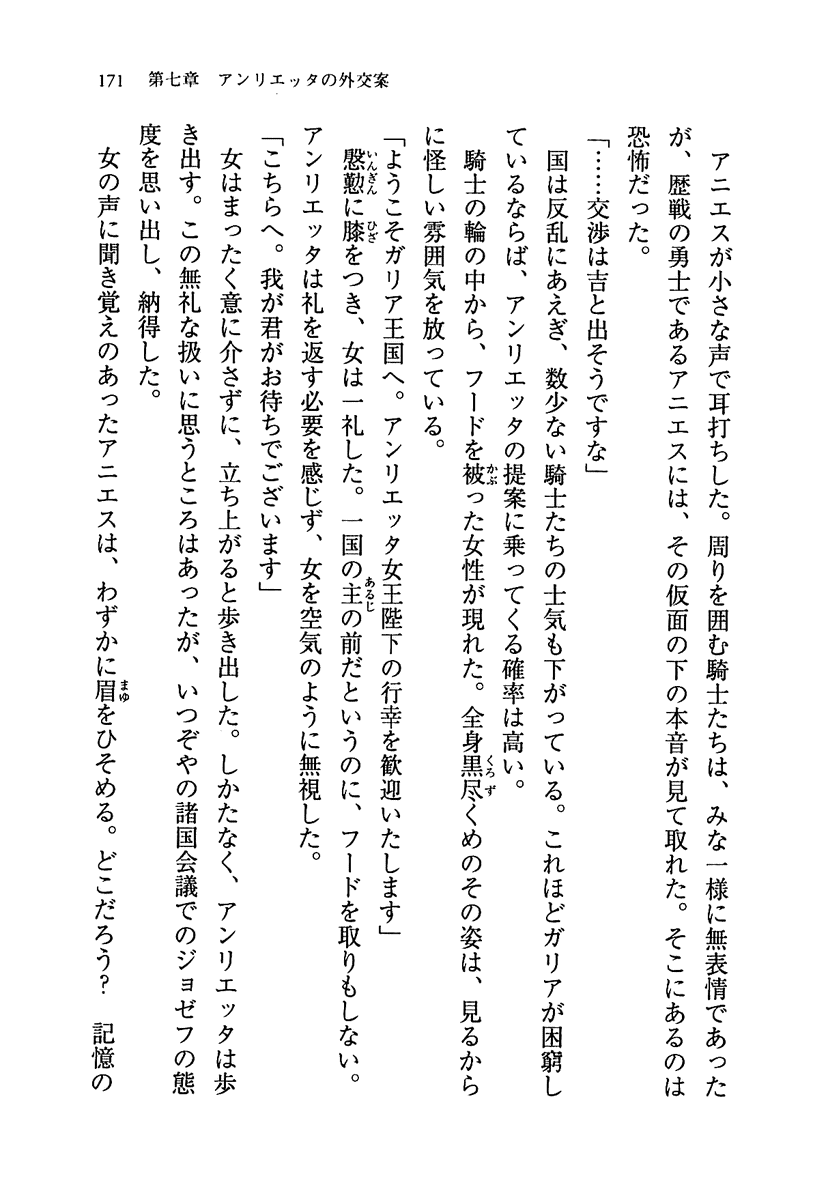 171　第七章　アンリエッタの外交案
　アニエスが小さな声で耳打ちした。周りを囲む騎士たちは、みな一様に無表情であった
が、歴戦の勇士であるアニエスには、その仮面の下の本音が見て取れた。そこにあるのは
恐怖だった。
「……交渉は吉と出そうですな」
　国は反乱にあえぎ、数少ない騎士たちの士気も下がっている。これほどガリアが困窮し
ているならば、アンリエッタの提案に乗ってくる確率は高い。
　騎士の輪の中から、フードを被った女性が現れた。全身黒尽くめのその姿は、見るから
に怪しい雰囲気を放っている。
「ようこそガリア王国へ。アンリエッタ女王陛下の行幸を歓迎いたします」
　慇懃に膝をつき、女は一礼した。一国の主の前だというのに、フードを取りもしない。
アンリエッタは礼を返す必要を感じず、女を空気のように無視した。
「こちらへ。我が君がお待ちでございます」
　女はまったく意に介さずに、立ち上がると歩き出した。しかたなく、アンリエッタは歩
き出す。この無礼な扱いに思うところはあったが、いつぞやの諸国会議でのジョゼフの態
度を思い出し、納得した。
　女の声に聞き覚えのあったアニエスは、わずかに眉をひそめる。どこだろう？　記憶の